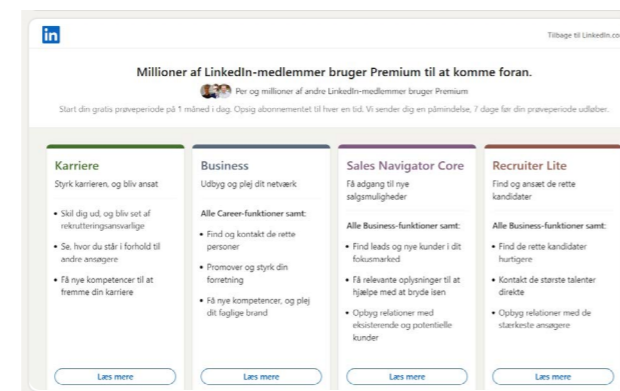 in
Tilbage til LinkedIn.co
Millioner af LinkedIn-medlemmer bruger Premium til at komme foran.
Per og millioner af andre LinkedIn-medlemmer bruger Premium
Start din gratis prøveperiode på 1 måned i dag. Opsig abonnementet til hver en tid. Vi sender dig en påmindelse, 7 dage før din prøveperiode udløber.
Karriere
Styrk karrieren, og bliv ansat
• Skil dig ud, og bliv set af
rekrutteringsansvarlige
• Se, hvor du står i forhold til
andre ansøgere
• Få nye kompetencer til at
fremme din karriere
Læs mere
Business
Udbyg og plej dit netværk
Alle Career-funktioner samt:
• Find og kontakt de rette
personer
• Promover og styrk din
forretning
• Få nye kompetencer, og plej
dit faglige brand
Læs mere
Sales Navigator Core
Få adgang til nye
salgsmuligheder
Alle Business-funktioner samt:
• Find leads og nye kunder i dit
fokusmarked
• Få relevante oplysninger til at
hjælpe med at bryde isen
• Opbyg relationer med
eksisterende og potentielle
kunder
Læs mere
Recruiter Lite
Find og ansæt de rette
kandidater
Alle Business-funktioner samt:
• Find de rette kandidater
hurtigere
• Kontakt de største talenter
direkte
• Opbyg relationer med de
stærkeste ansøgere
Læs mere